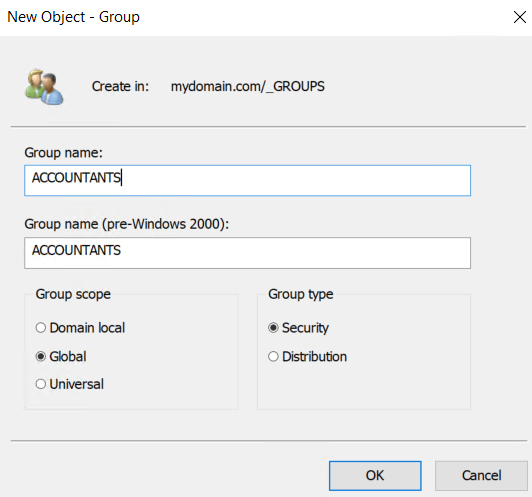 New Object - Group
Create in: mydomain.com/_GROUPS
Group name:
ACCOUNTANTS
Group name (pre-Windows 2000):
ACCOUNTANTS
Group scope
Domain local
Global
Universal
Group type
Security
Distribution
OK Cancel